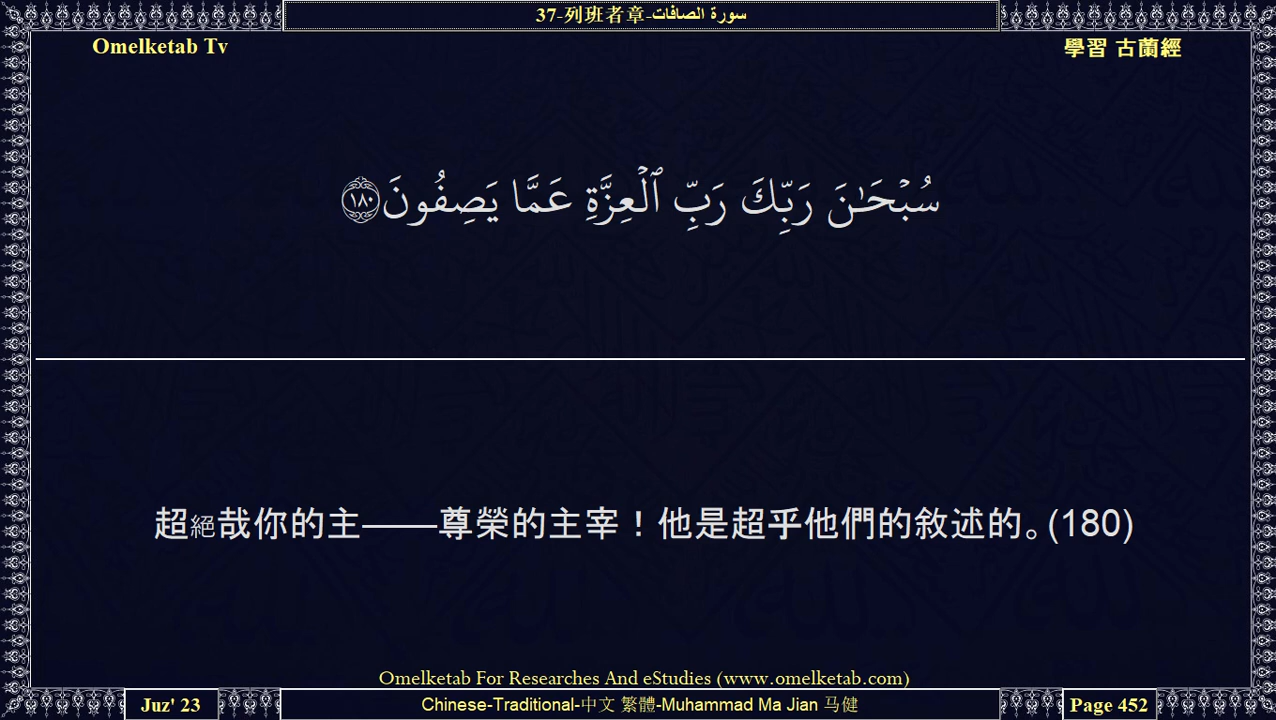 37-列班者章-سورة الصافات
Omelketab Tv
學習 古蘭經
سُبۡحَـٰنَ رَبِّكَ رَبِّ ٱلۡعِزَّةِ عَمَّا يَصِفُونَ ١٨٠
超絕哉你的主——尊榮的主宰！他是超乎他們的敘述的。(180)
Omelketab For Researches And eStudies (www.omelketab.com)
Juz' 23
Chinese-Traditional-中文 繁體-Muhammad Ma Jian 马健
Page 452